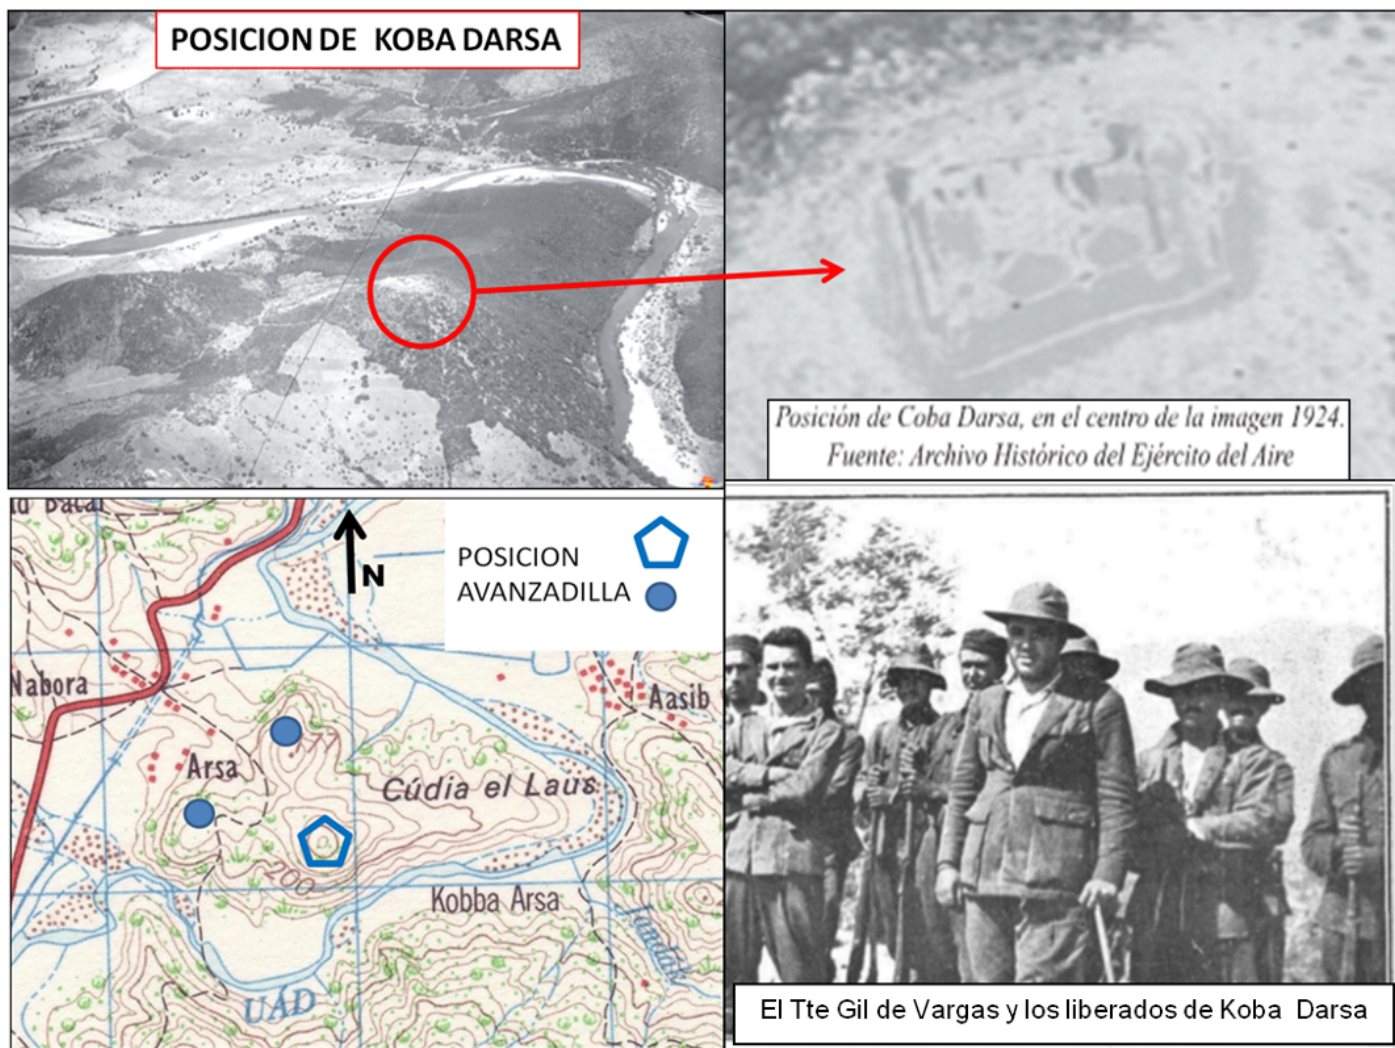 POSICION DE KOBA DARSA
Posición de Coba Darsa, en el centro de la imagen 1924.
Fuente: Archivo Histórico del Ejército del Aire
POSICION
AVANZADILLA
N
Nabora
Arsa
Aasib
Cúdia el Laus
200
Kobba Arsa
UÁD
El Tte Gil de Vargas y los liberados de Koba Darsa